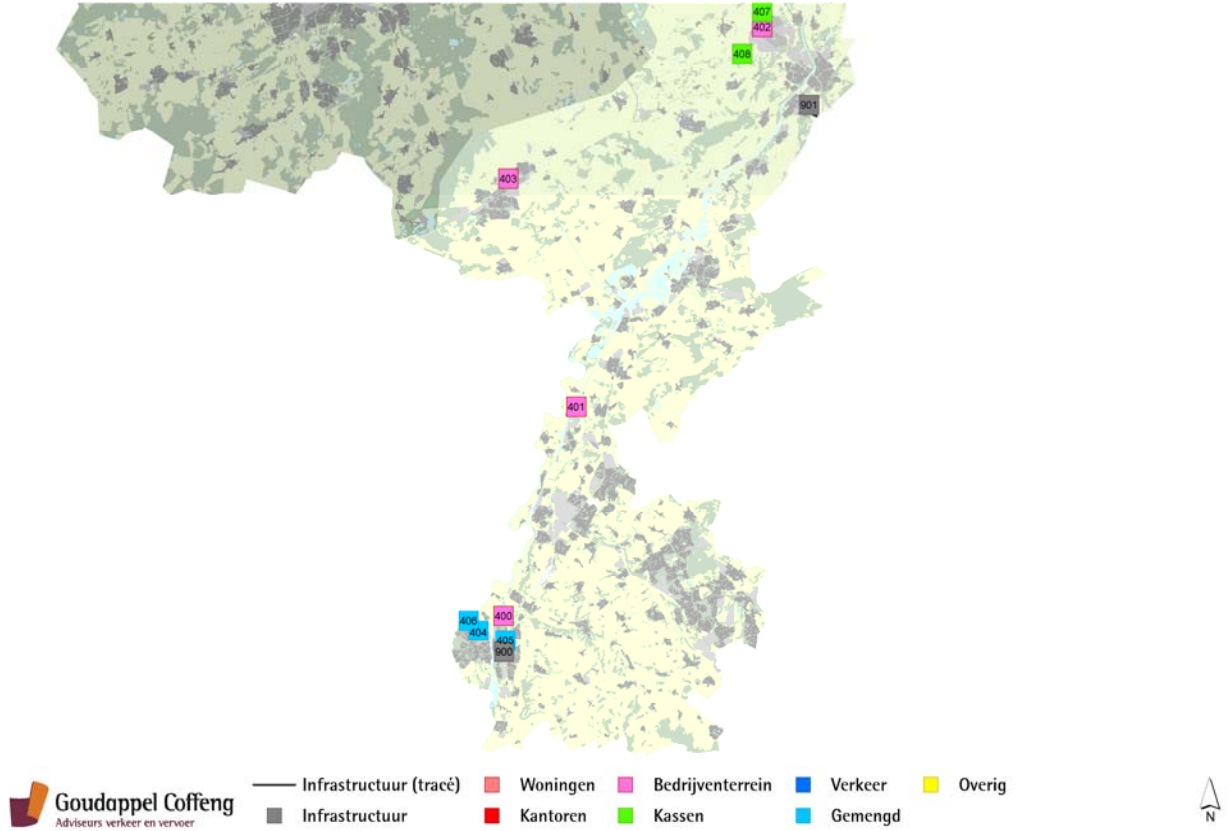 407
402
408
901
403
401
400
406
404
405
900
Infrastructuur (tracé) Woningen Bedrijventerrein Verkeer Overig
Goudappel Coffeng
Adviseurs verkeer en vervoer
Infrastructuur Kantoren Kassen Gemengd
N